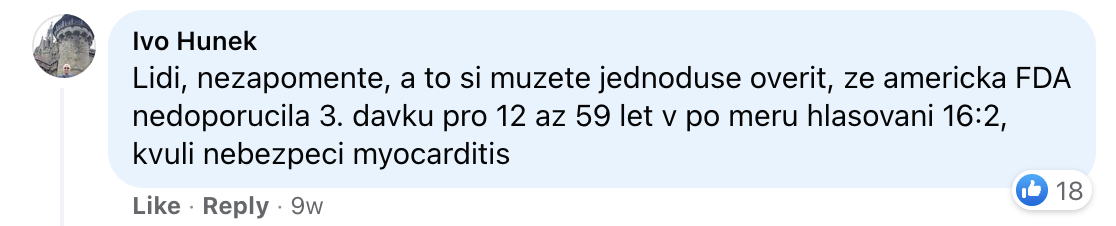 Ivo Hunek
Lidi, nezapomente, a to si muzete jednoduse overit, ze americka FDA
nedoporucila 3. davku pro 12 az 59 let v po meru hlasovani 16:2,
kvuli nebezpeci myocarditis
Like · Reply · 9w
18